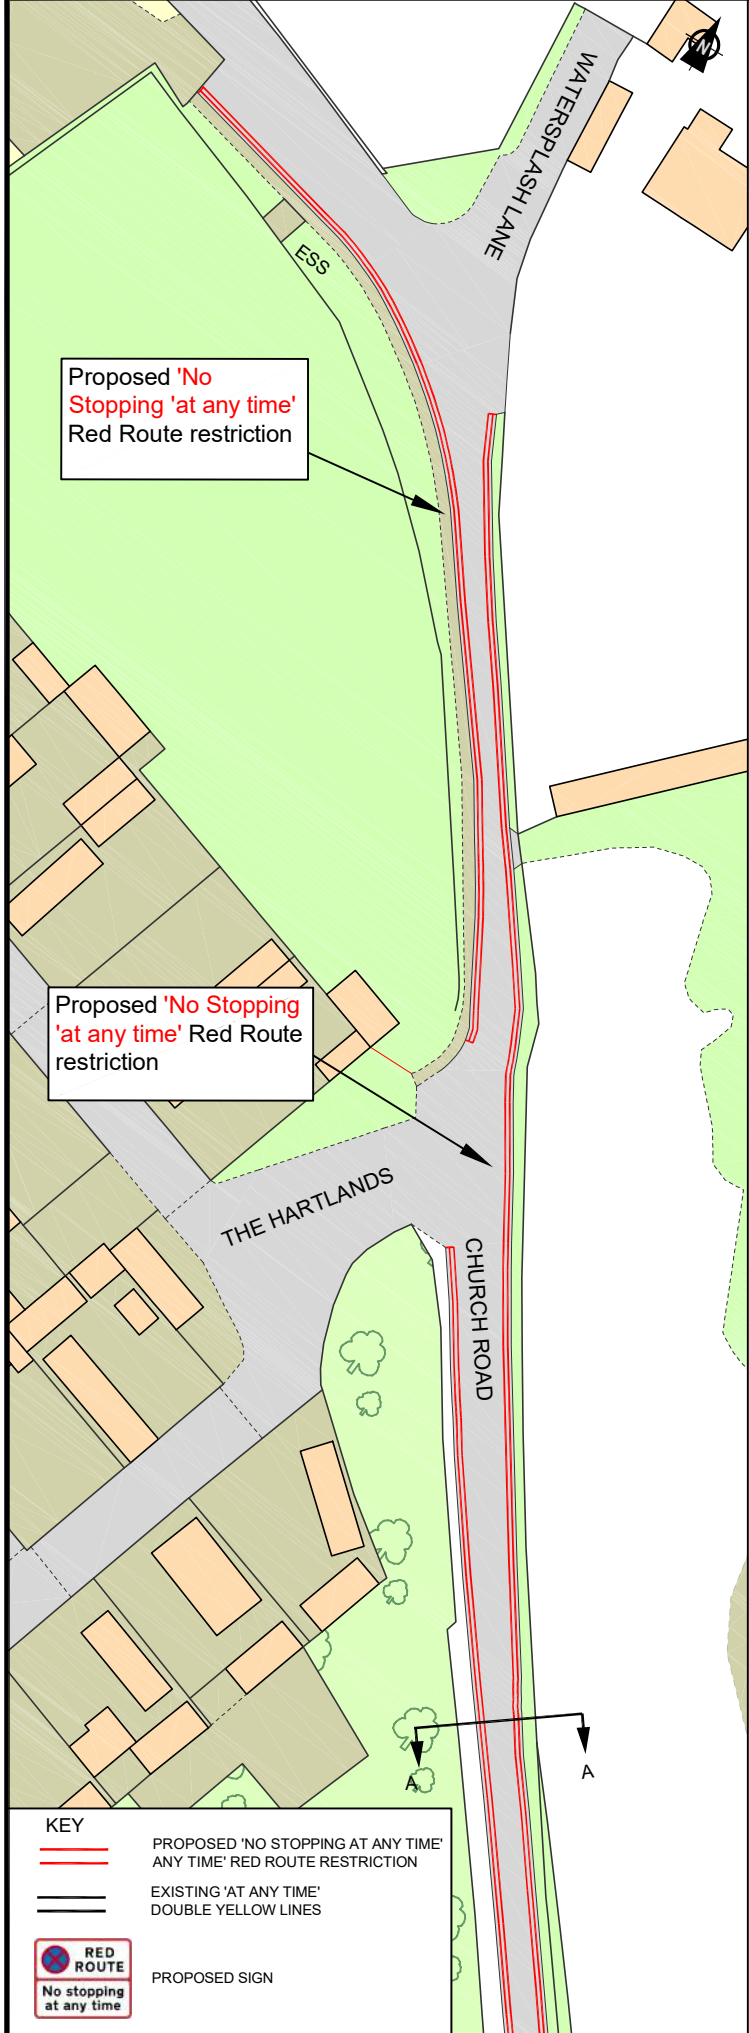 N
WATERSPLASH LANE
ESS
Proposed 'No
Stopping 'at any time'
Red Route restriction
Proposed 'No Stopping
'at any time' Red Route
restriction
THE HARTLANDS
CHURCH ROAD
A
A
KEY
PROPOSED 'NO STOPPING AT ANY TIME'
ANY TIME' RED ROUTE RESTRICTION
EXISTING 'AT ANY TIME'
DOUBLE YELLOW LINES
RED
ROUTE
No stopping
at any time
PROPOSED SIGN